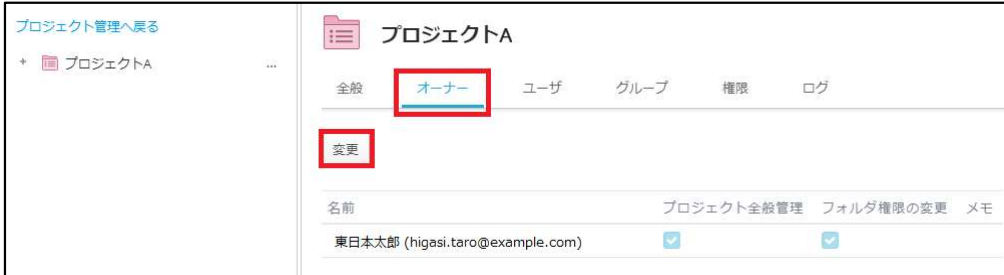 プロジェクト管理へ戻る
+ プロジェクトA ...
プロジェクトA
全般 オーナー ユーザ グループ 権限 ログ
変更
名前 プロジェクト全般管理 フォルダ権限の変更 メモ
東日本太郎 (higasi.taro@example.com)